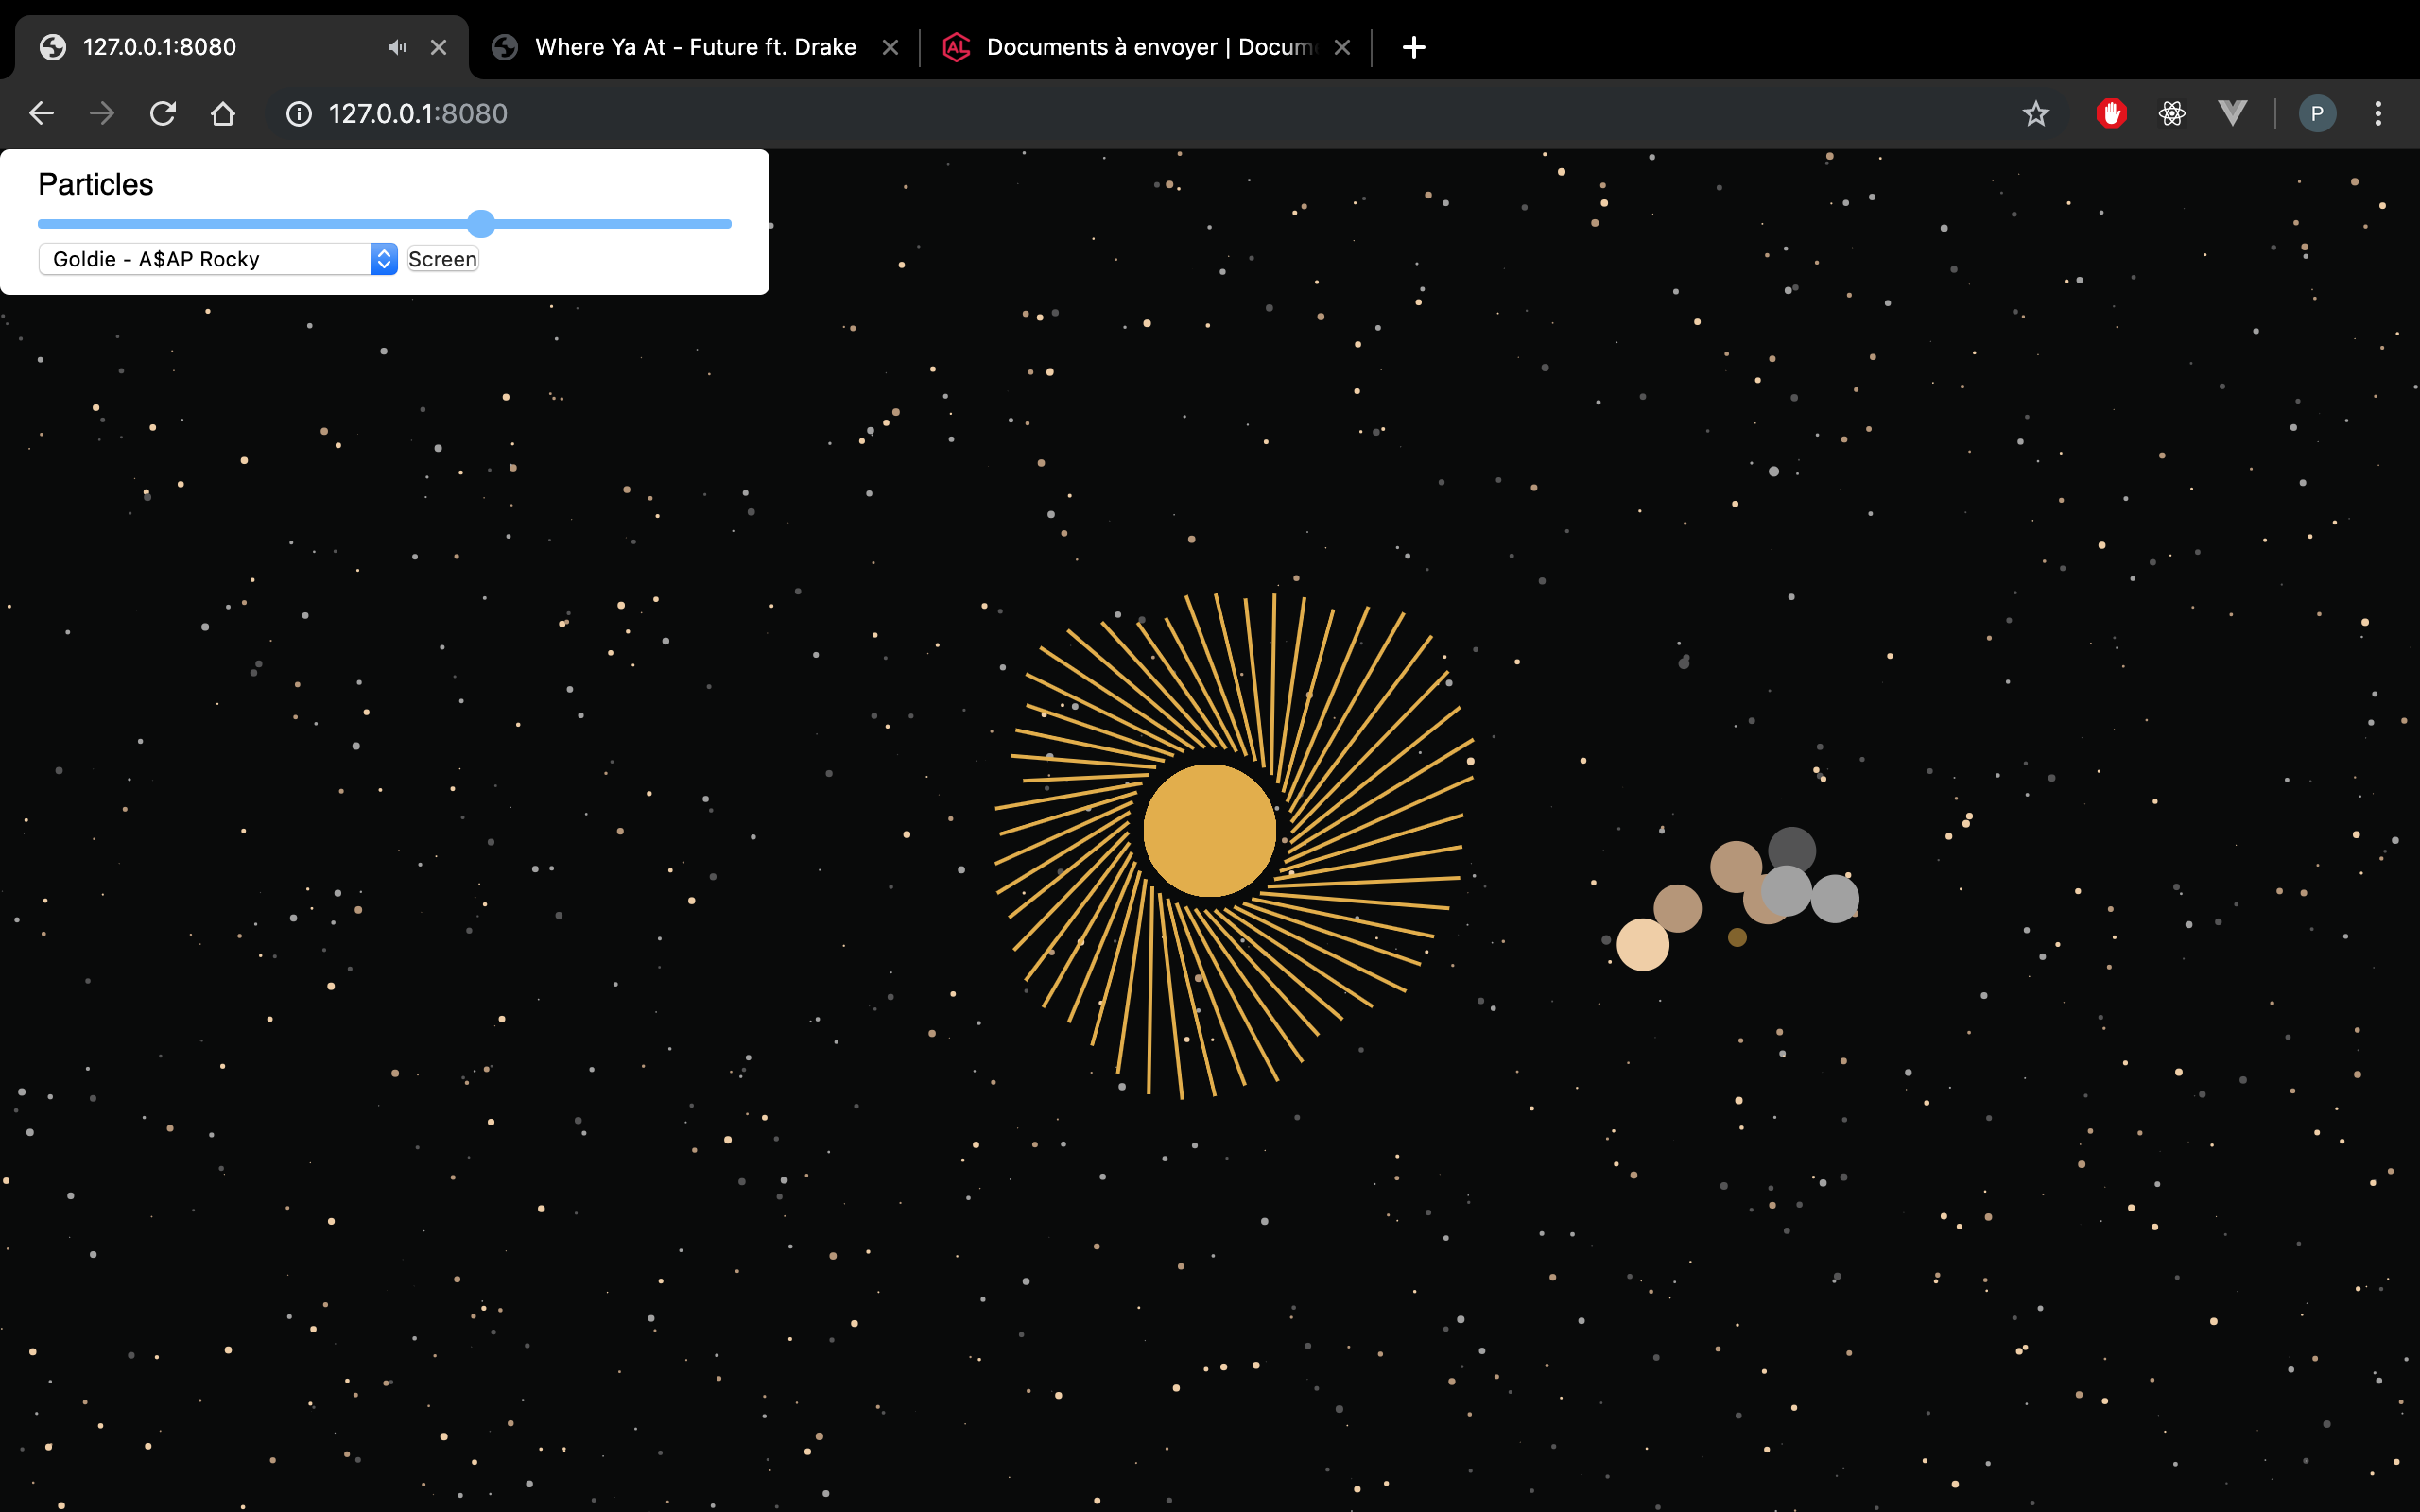 127.0.0.1:8080
Where Ya At - Future ft. Drake
AL
Documents à envoyer | Docum
127.0.0.1:8080
P
Particles
Goldie - A$AP Rocky
Screen